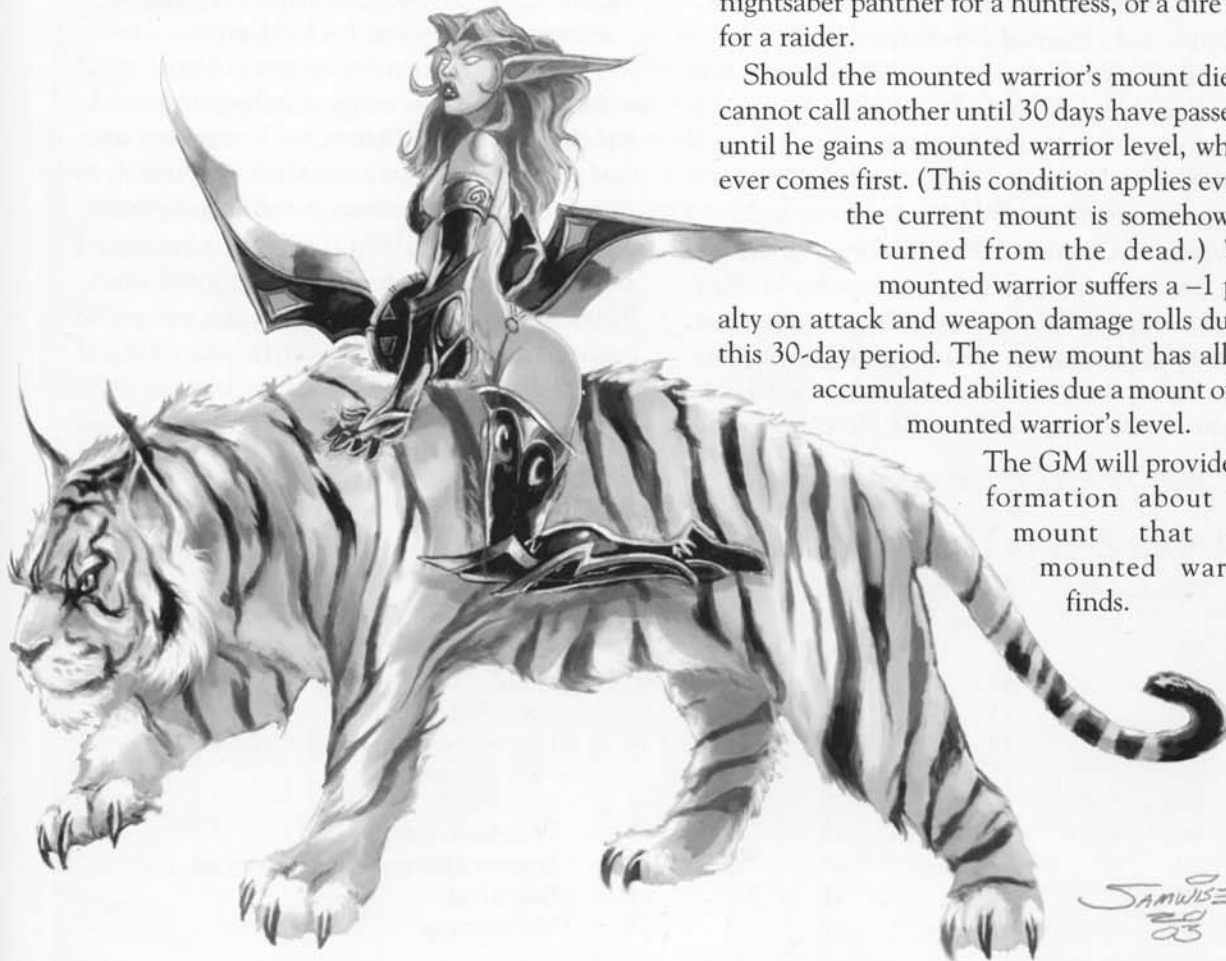 nightsaber panther for a huntress, or a dire
for a raider.
Should the mounted warrior's mount die
cannot call another until 30 days have passe
until he gains a mounted warrior level, wh
ever comes first. (This condition applies ev
the current mount is somehow
turned from the dead.)
mounted warrior suffers a –1 p
alty on attack and weapon damage rolls du
this 30-day period. The new mount has all
accumulated abilities due a mount o
mounted warrior's level.
The GM will provide
formation about
mount that
mounted war
finds.
SAMWISE
2003